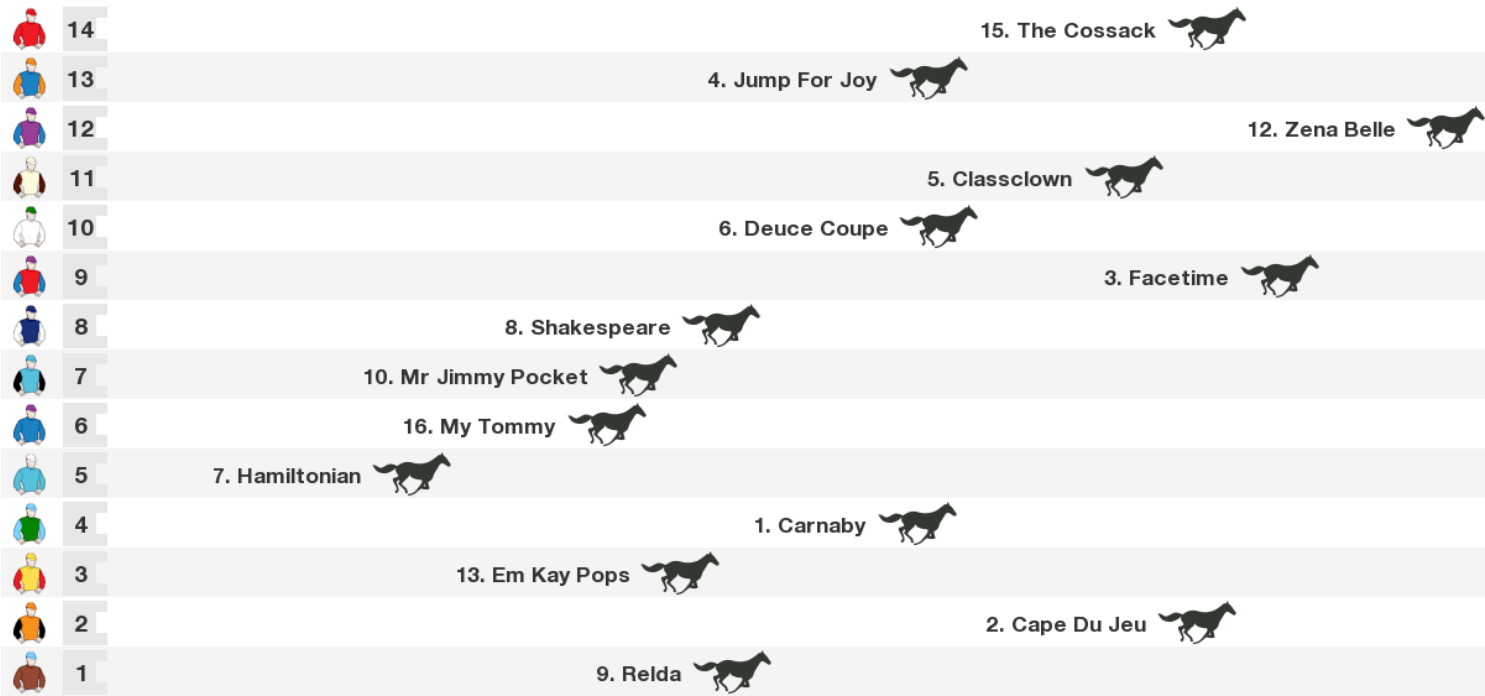 14 15. The Cossack
13 4. Jump For Joy
12 12. Zena Belle
11 5. Classclown
10 6. Deuce Coupe
9 3. Facetime
8 8. Shakespeare
7 10. Mr Jimmy Pocket
6 16. My Tommy
5 7. Hamiltonian
4 1. Carnaby
3 13. Em Kay Pops
2 2. Cape Du Jeu
1 9. Relda